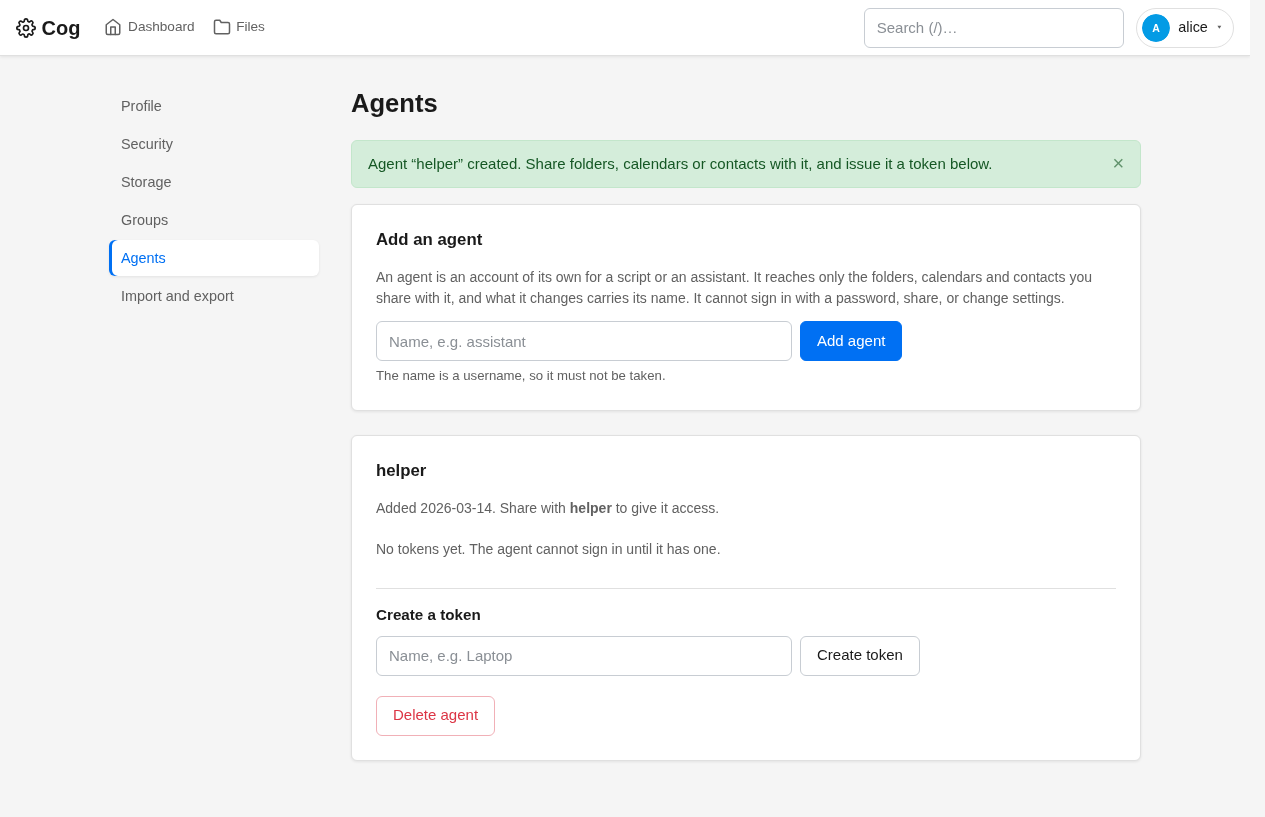 Cog
Dashboard
Files
Search (/)…
A
alice
Profile
Security
Storage
Groups
Agents
Import and export
Agents
Agent “helper” created. Share folders, calendars or contacts with it, and issue it a token below.
×
Add an agent
An agent is an account of its own for a script or an assistant. It reaches only the folders, calendars and contacts you
share with it, and what it changes carries its name. It cannot sign in with a password, share, or change settings.
Name, e.g. assistant
Add agent
The name is a username, so it must not be taken.
helper
Added 2026-03-14. Share with helper to give it access.
No tokens yet. The agent cannot sign in until it has one.
Create a token
Name, e.g. Laptop
Create token
Delete agent